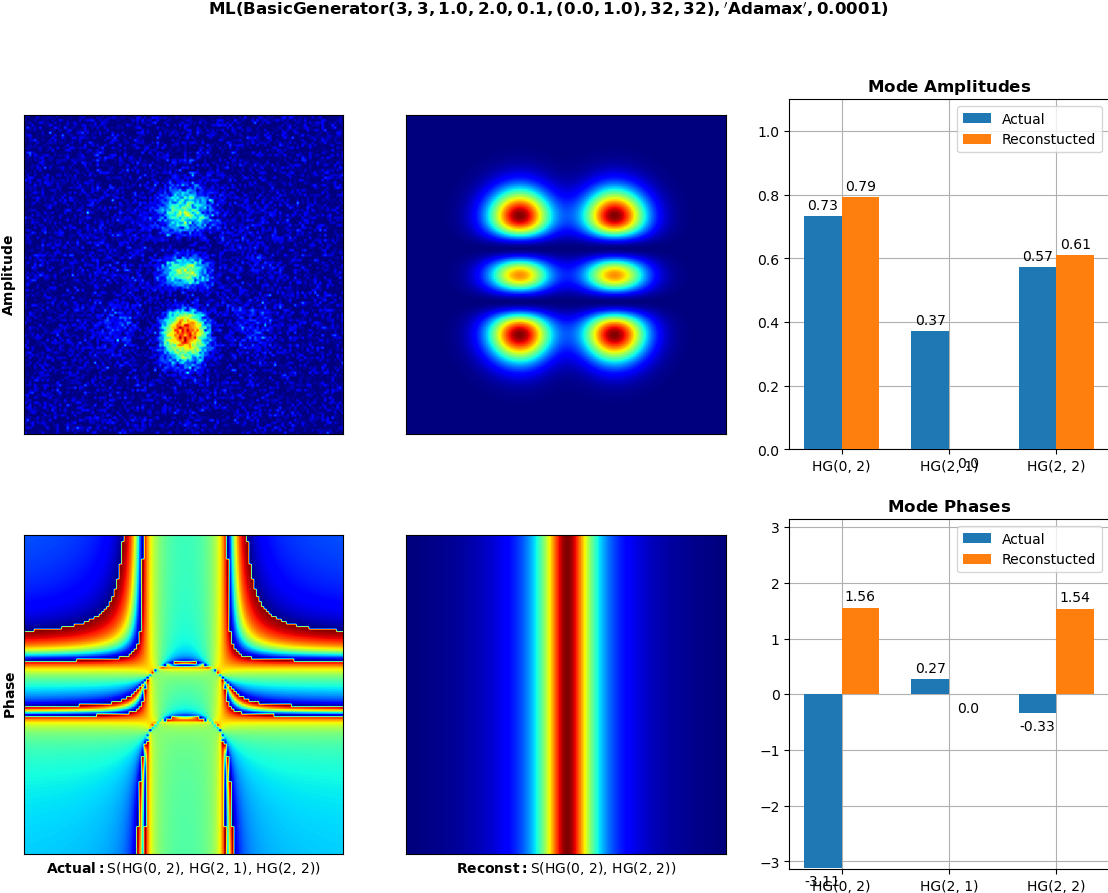 ML(BasicGenerator(3, 3, 1.0, 2.0, 0.1, (0.0, 1.0), 32, 32), ′Adamax′, 0.0001)
Amplitude
Mode Amplitudes
Actual
Reconstucted
1.0
0.8
0.6
0.4
0.2
0.0
0.73
0.79
0.37
0.0
0.57
0.61
HG(0, 2)
HG(2, 1)
HG(2, 2)
Phase
Actual: S(HG(0, 2), HG(2, 1), HG(2, 2))
Reconst: S(HG(0, 2), HG(2, 2))
Mode Phases
Actual
Reconstucted
3
2
1
0
−1
−2
−3
-3.11
1.56
0.27
0.0
-0.33
1.54
HG(0, 2)
HG(2, 1)
HG(2, 2)